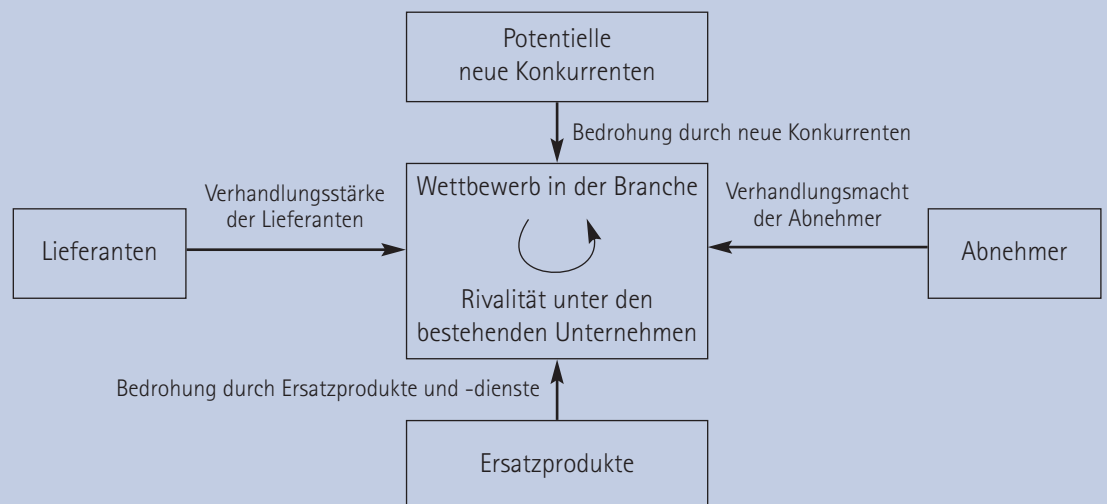 Potentielle
neue Konkurrenten
Bedrohung durch neue Konkurrenten
Wettbewerb in der Branche
Verhandlungsstärke
der Lieferanten
Verhandlungsmacht
der Abnehmer
Lieferanten
Abnehmer
Rivalität unter den
bestehenden Unternehmen
Bedrohung durch Ersatzprodukte und -dienste
Ersatzprodukte